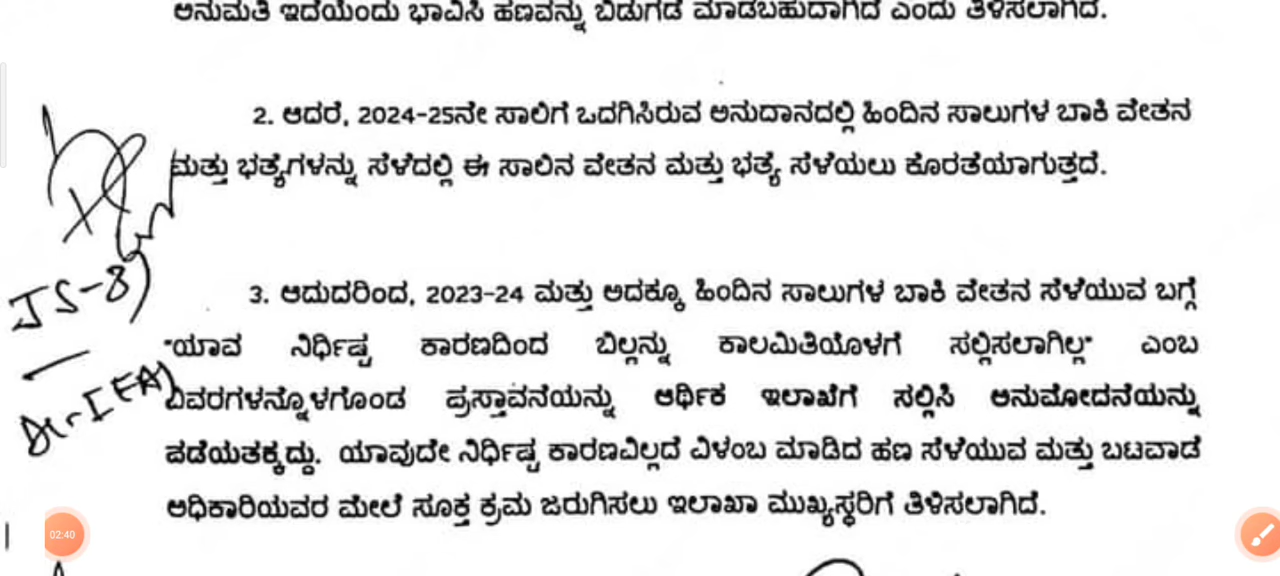 ಅನುಮತಿ ಇದೆಯೆಂದು ಭಾವಿಸಿ ಹಣವನ್ನು ಬಿಡುಗಡೆ ಮಾಡಬಹುದಾಗಿದೆ ಎಂದು ತಿಳಿಸಲಾಗಿದೆ.
2. ಆದರೆ, 2024-25ನೇ ಸಾಲಿಗೆ ಒದಗಿಸಿರುವ ಅನುದಾನದಲ್ಲಿ ಹಿಂದಿನ ಸಾಲುಗಳ ಬಾಕಿ ವೇತನ
ಮತ್ತು ಭತ್ಯೆಗಳನ್ನು ಸೆಳೆದಲ್ಲಿ ಈ ಸಾಲಿನ ವೇತನ ಮತ್ತು ಭತ್ಯೆ ಸೆಳೆಯಲು ಕೊರತೆಯಾಗುತ್ತದೆ.
JS-8)
3. ಆದುದರಿಂದ, 2023-24 ಮತ್ತು ಅದಕ್ಕೂ ಹಿಂದಿನ ಸಾಲುಗಳ ಬಾಕಿ ವೇತನ ಸೆಳೆಯುವ ಬಗ್ಗೆ
"ಯಾವ ನಿರ್ಧಿಷ್ಟ ಕಾರಣದಿಂದ ಬಿಲ್ಲನ್ನು ಕಾಲಮಿತಿಯೊಳಗೆ ಸಲ್ಲಿಸಲಾಗಿಲ್ಲ" ಎಂಬ
ವಿವರಗಳನ್ನೊಳಗೊಂಡ ಪ್ರಸ್ತಾವನೆಯನ್ನು ಆರ್ಥಿಕ ಇಲಾಖೆಗೆ ಸಲ್ಲಿಸಿ ಅನುಮೋದನೆಯನ್ನು
ಪಡೆಯತಕ್ಕದ್ದು. ಯಾವುದೇ ನಿರ್ಧಿಷ್ಟ ಕಾರಣವಿಲ್ಲದೆ ವಿಳಂಬ ಮಾಡಿದ ಹಣ ಸೆಳೆಯುವ ಮತ್ತು ಬಟವಾಡೆ
ಅಧಿಕಾರಿಯವರ ಮೇಲೆ ಸೂಕ್ತ ಕ್ರಮ ಜರುಗಿಸಲು ಇಲಾಖಾ ಮುಖ್ಯಸ್ಥರಿಗೆ ತಿಳಿಸಲಾಗಿದೆ.
02:40